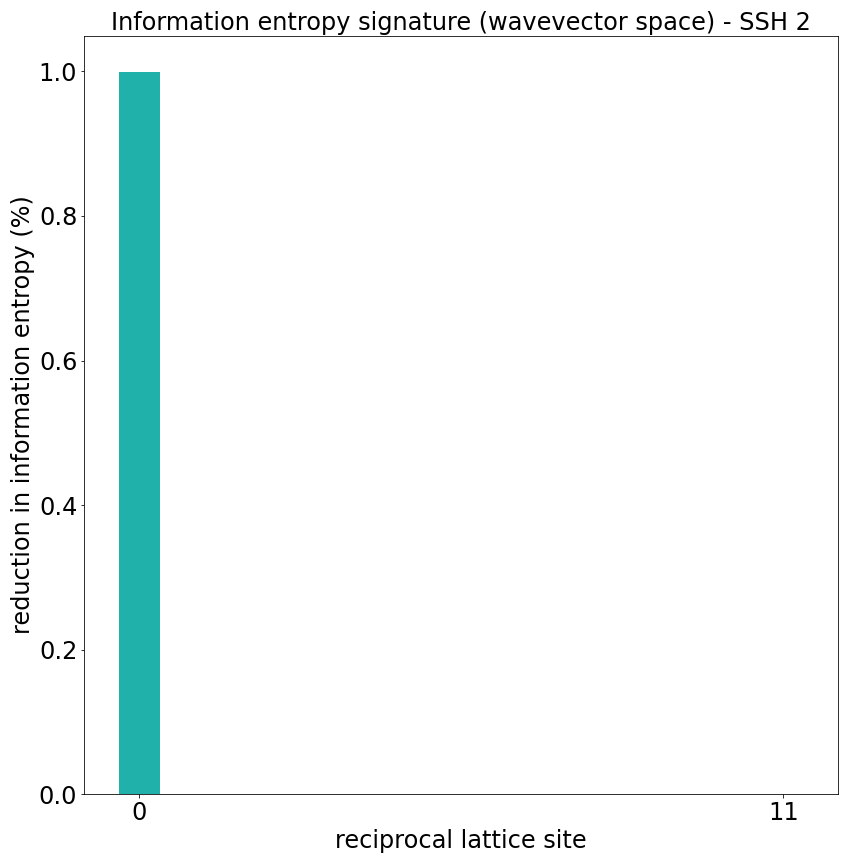 Information entropy signature (wavevector space) - SSH 2
reduction in information entropy (%)
1.0
0.8
0.6
0.4
0.2
0.0
0
11
reciprocal lattice site